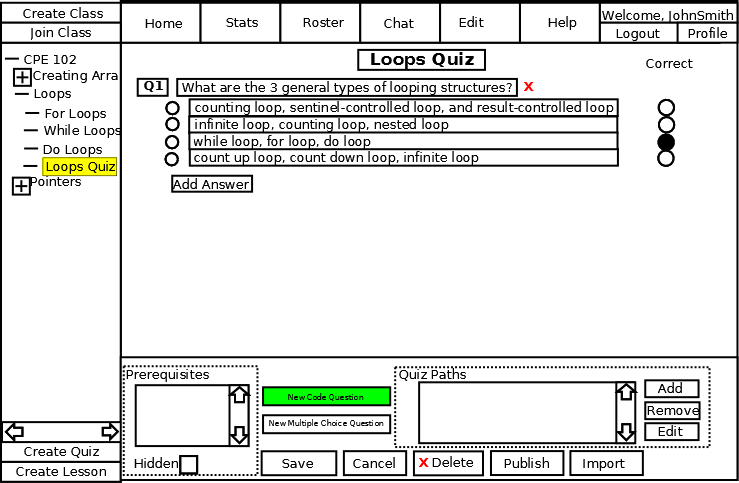 Create Class
Join Class
Home
Stats
Roster
Chat
Edit
Help
Welcome, JohnSmith
Logout
Profile
CPE 102
Creating Arra
Loops
For Loops
While Loops
Do Loops
Loops Quiz
Pointers
Create Quiz
Create Lesson
Loops Quiz
Correct
Q1 What are the 3 general types of looping structures? X
counting loop, sentinel-controlled loop, and result-controlled loop
infinite loop, counting loop, nested loop
while loop, for loop, do loop
count up loop, count down loop, infinite loop
Add Answer
Prerequisites
Hidden
New Code Question
New Multiple Choice Question
Quiz Paths
Add
Remove
Edit
Save
Cancel
X Delete
Publish
Import